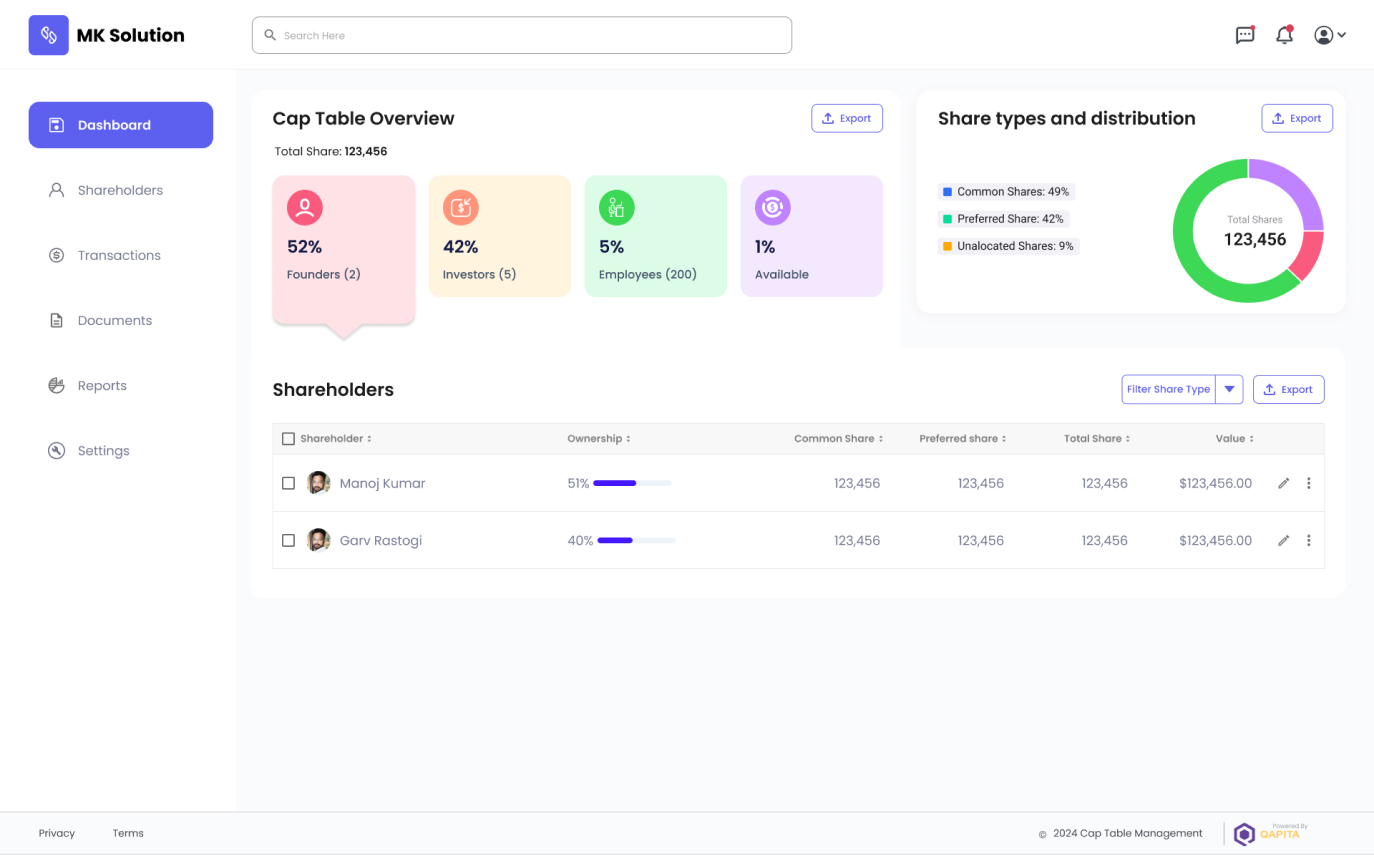 MK Solution
Search Here
Dashboard
Shareholders
Transactions
Documents
Reports
Settings
Cap Table Overview
Export
Total Share: 123,456
52%
Founders (2)
42%
Investors (5)
5%
Employees (200)
1%
Available
Share types and distribution
Export
Common Shares: 49%
Preferred Share: 42%
Unalocated Shares: 9%
Total Shares
123,456
Shareholders
Filter Share Type
Export
Shareholder Ownership Common Share Preferred share Total Share Value
Manoj Kumar 51% 123,456 123,456 123,456 $123,456.00
Garv Rastogi 40% 123,456 123,456 123,456 $123,456.00
Privacy Terms
© 2024 Cap Table Management
Powered By
QAPITA